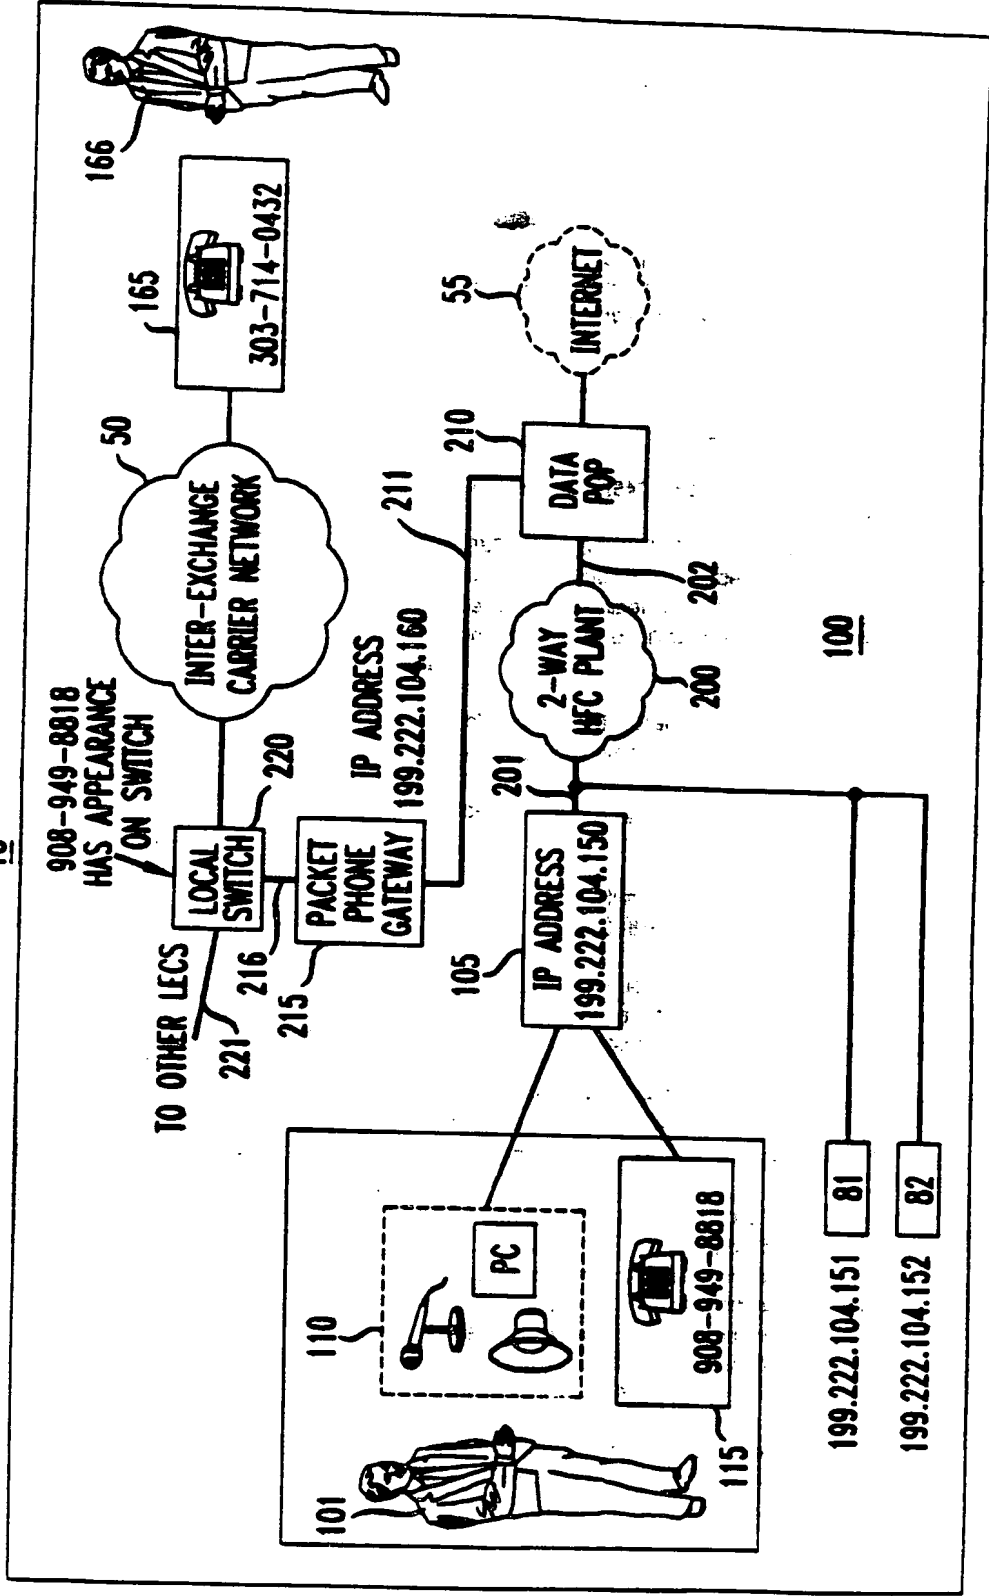 10
908-949-8818
HAS APPEARANCE
ON SWITCH
TO OTHER LECS
221
LOCAL
SWITCH
220
216
215
PACKET
PHONE
GATEWAY
IP ADDRESS
199.222.104.160
50
INTER-EXCHANGE
CARRIER NETWORK
165
303-714-0432
166
211
101
110
PC
115
908-949-8818
105
IP ADDRESS
199.222.104.150
201
2-WAY
HFC PLANT
200
202
210
DATA
POP
55
INTERNET
199.222.104.151
81
199.222.104.152
82
100